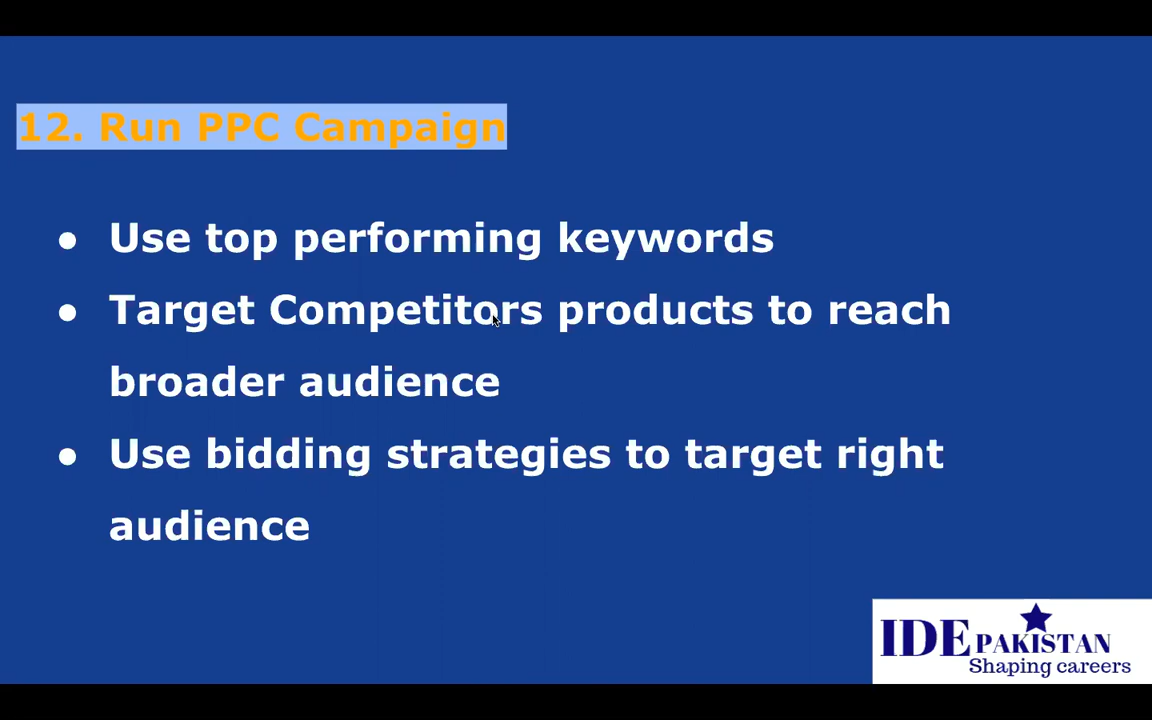 12. Run PPC Campaign
● Use top performing keywords
● Target Competitors products to reach
broader audience
● Use bidding strategies to target right
audience
IDE PAKISTAN
Shaping careers